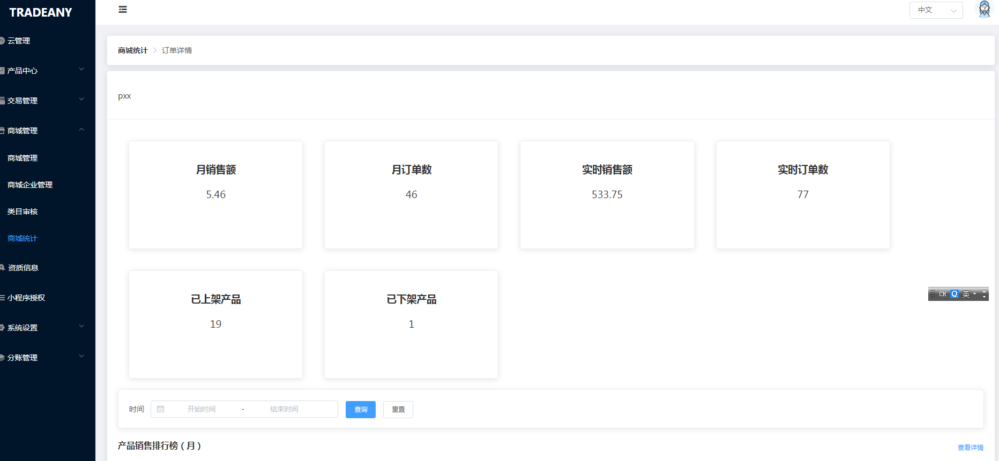 TRADEANY
中文
云管理
产品中心
交易管理
商城管理
商城管理
商城企业管理
类目审核
商城统计
资质信息
小程序授权
系统设置
分账管理
商城统计 > 订单详情
pxx
月销售额
5.46
月订单数
46
实时销售额
533.75
实时订单数
77
已上架产品
19
已下架产品
1
CH 英
时间 开始时间 - 结束时间 查询 重置
产品销售排行榜（月） 查看详情